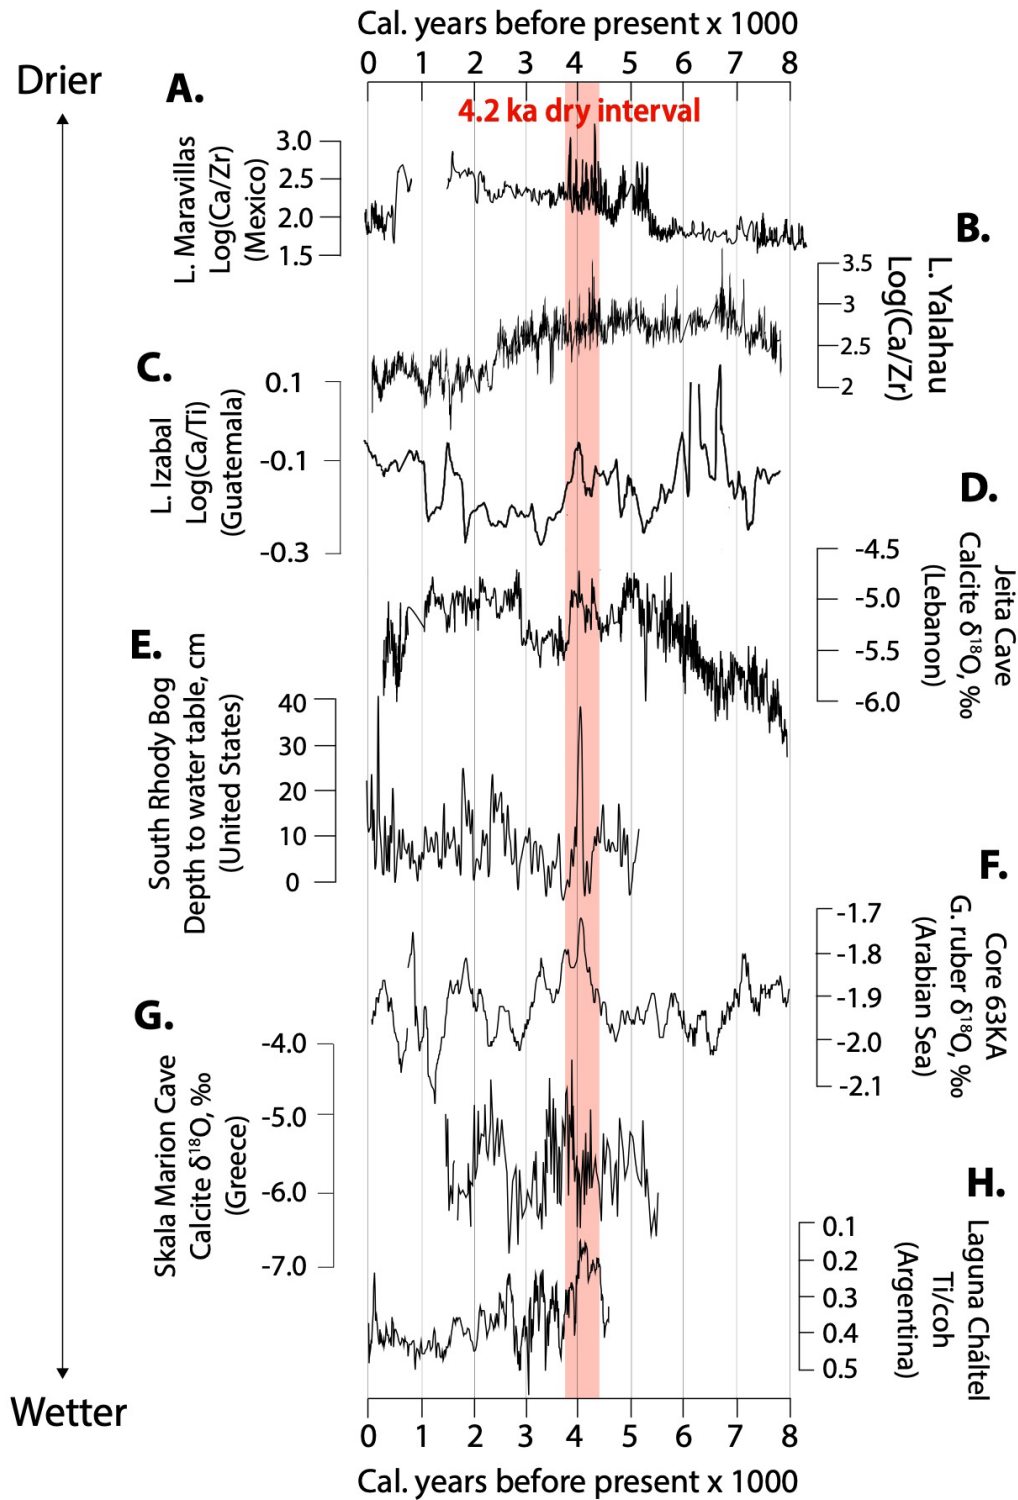 Cal. years before present x 1000
0 1 2 3 4 5 6 7 8
Drier
4.2 ka dry interval
A.
L. Maravillas
Log(Ca/Zr)
(Mexico)
3.0
2.5
2.0
1.5
B.
3.5
3
2.5
2
L. Yalahau
Log(Ca/Zr)
C.
L. Izabal
Log(Ca/Ti)
(Guatemala)
0.1
-0.1
-0.3
D.
-4.5
-5.0
-5.5
-6.0
Jeita Cave
Calcite δ¹⁸O, ‰
(Lebanon)
E.
South Rhody Bog
Depth to water table, cm
(United States)
40
30
20
10
0
F.
-1.7
-1.8
-1.9
-2.0
-2.1
Core 63KA
G. ruber δ¹⁸O, ‰
(Arabian Sea)
G.
Skala Marion Cave
Calcite δ¹⁸O, ‰
(Greece)
-4.0
-5.0
-6.0
-7.0
H.
0.1
0.2
0.3
0.4
0.5
Laguna Cháltel
Ti/coh
(Argentina)
Wetter
0 1 2 3 4 5 6 7 8
Cal. years before present x 1000